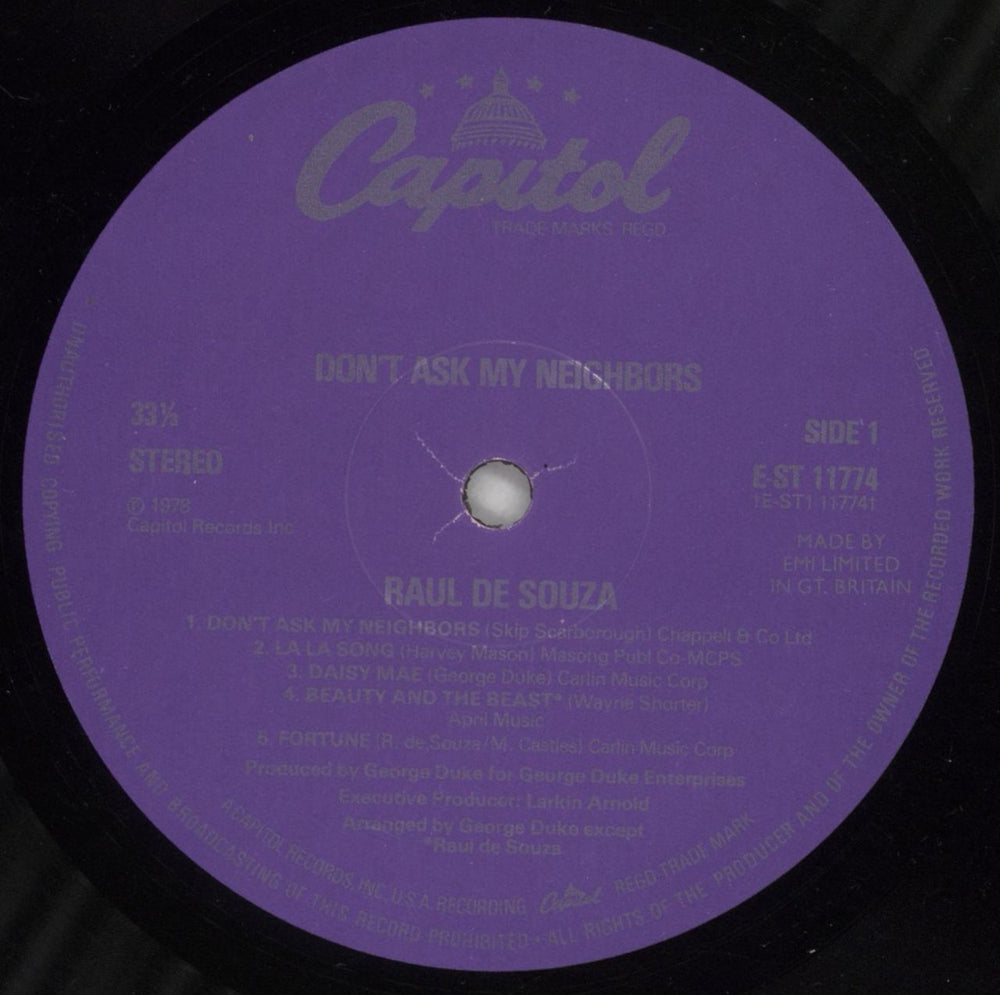 Capitol
TRADE MARKS REGD
DON'T ASK MY NEIGHBORS
33⅓
STEREO
℗ 1978
Capitol Records Inc
SIDE 1
E-ST 11774
(E-ST1 11774)
MADE BY
EMI LIMITED
IN GT. BRITAIN
RAUL DE SOUZA
1. DON'T ASK MY NEIGHBORS (Skip Scarborough) Chappell & Co Ltd
2. LA LA SONG (Harvey Mason) Masong Publ Co-MCPS
3. DAISY MAE (George Duke) Carlin Music Corp
4. BEAUTY AND THE BEAST* (Wayne Shorter)
April Music
5. FORTUNE (R. de Souza/M. Castles) Carlin Music Corp
Produced by George Duke for George Duke Enterprises
Executive Producer: Larkin Arnold
Arranged by George Duke except
*Raul de Souza
A CAPITOL RECORDS, INC. U.S.A. RECORDING Capitol REGD TRADE MARK
UNAUTHORISED COPYING PUBLIC PERFORMANCE AND BROADCASTING OF THIS RECORD PROHIBITED · ALL RIGHTS OF THE PRODUCER AND OF THE OWNER OF THE RECORDED WORK RESERVED